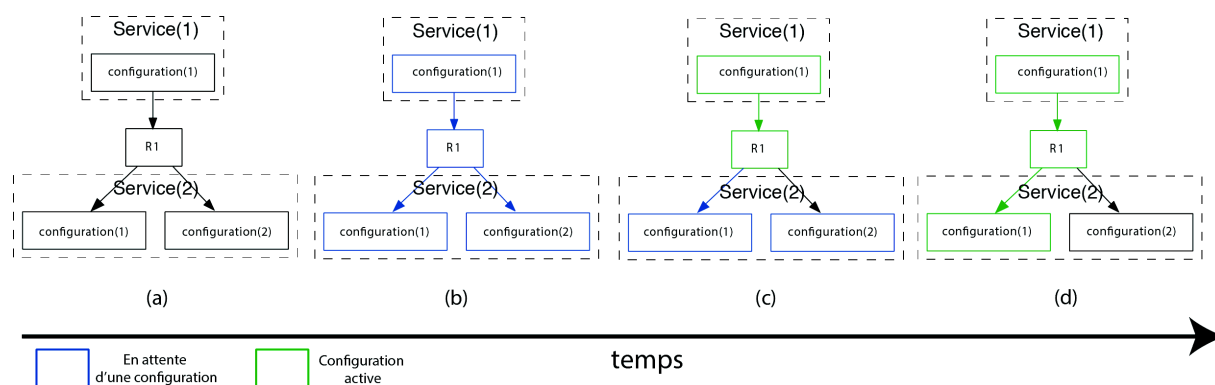 Service(1)
configuration(1)
R1
Service(2)
configuration(1)
configuration(2)
(a)
Service(1)
configuration(1)
R1
Service(2)
configuration(1)
configuration(2)
(b)
Service(1)
configuration(1)
R1
Service(2)
configuration(1)
configuration(2)
(c)
Service(1)
configuration(1)
R1
Service(2)
configuration(1)
configuration(2)
(d)
temps
En attente
d'une configuration
Configuration
active